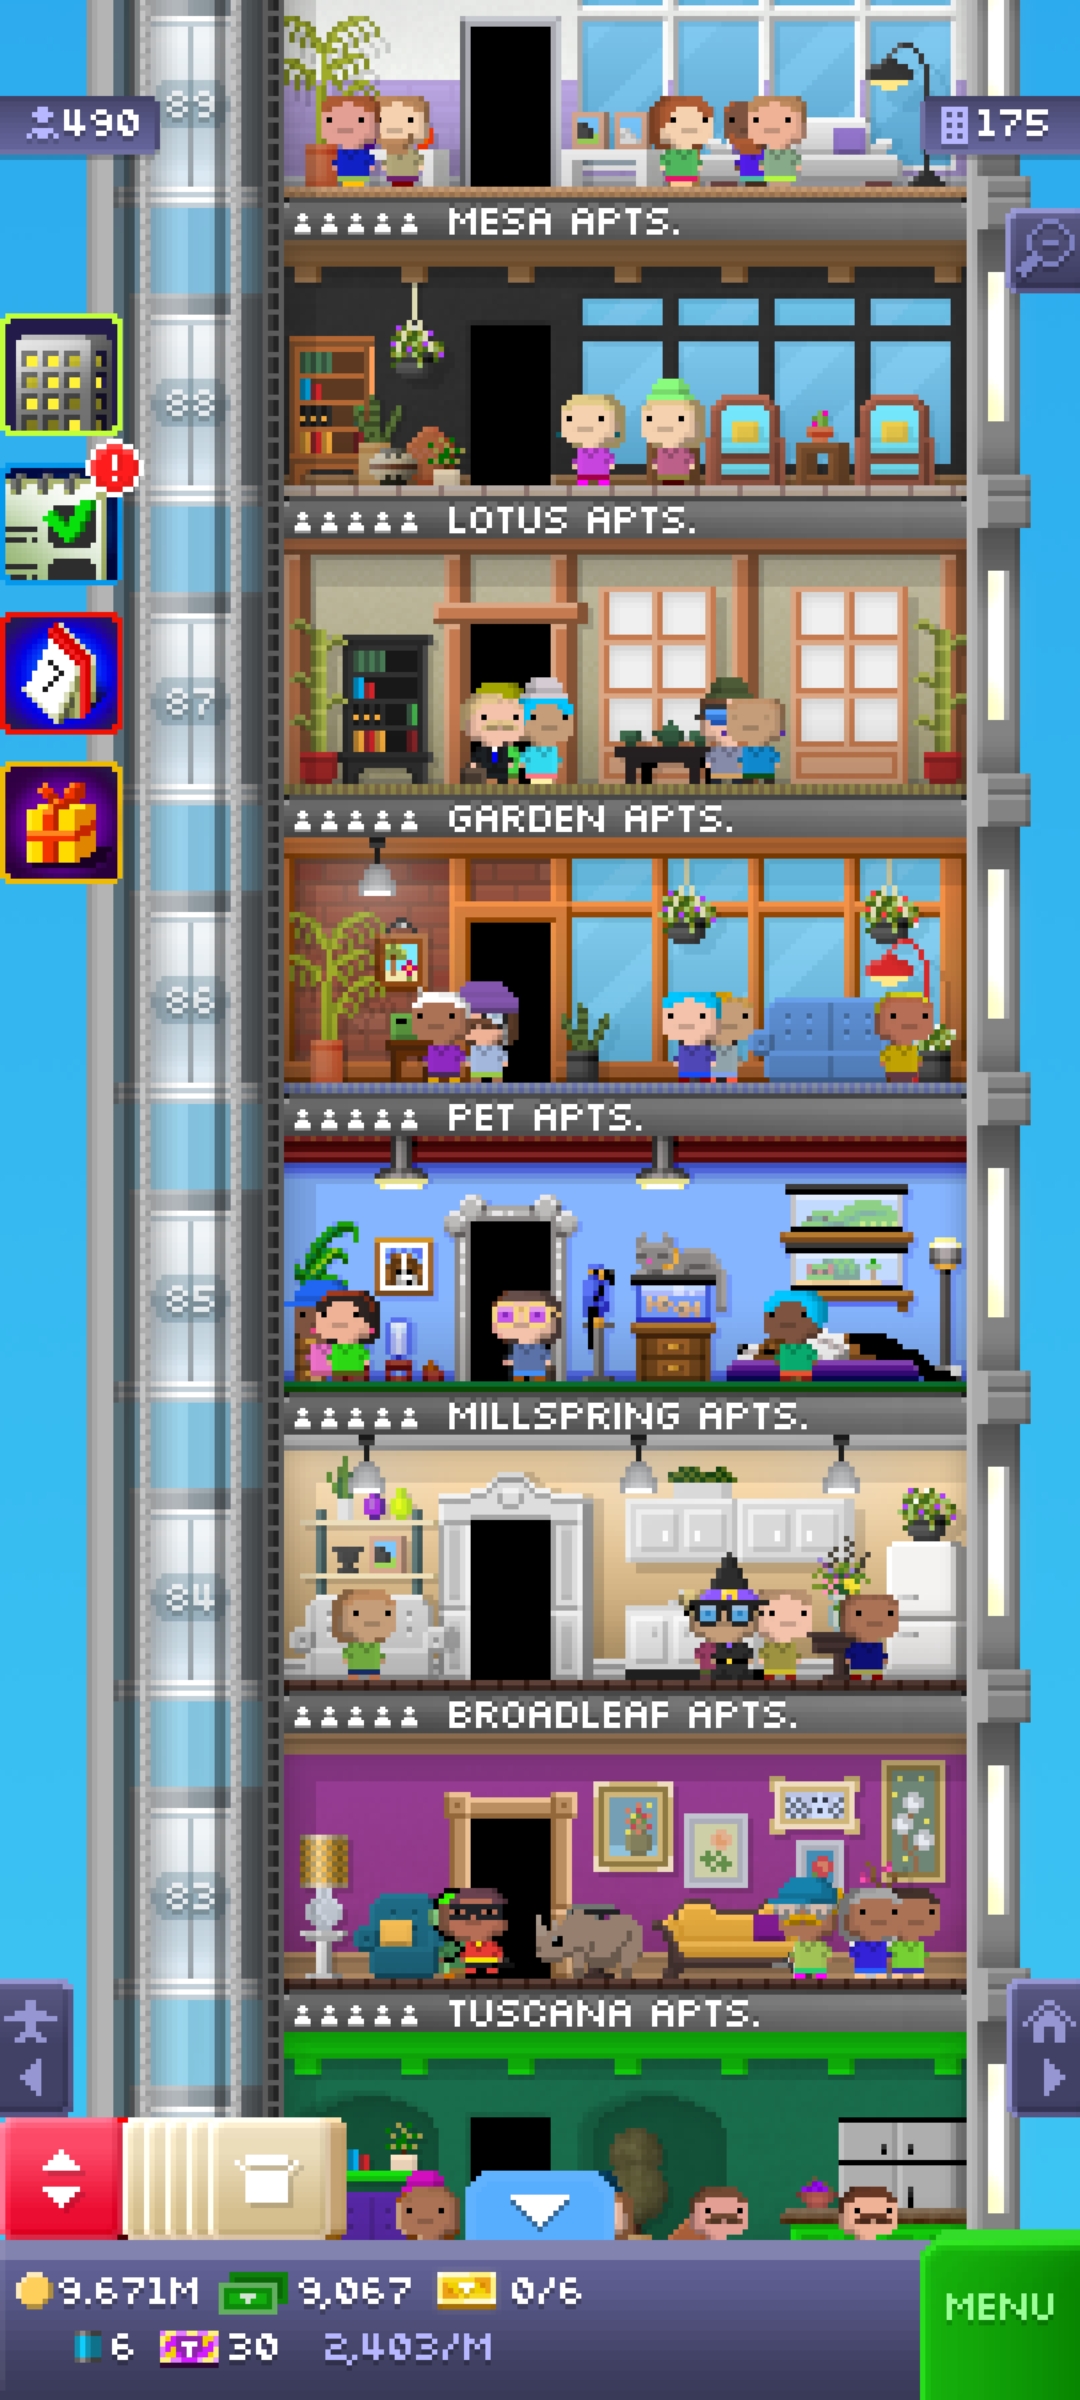 89
490
175
MESA APTS.
88
LOTUS APTS.
87
GARDEN APTS.
86
PET APTS.
85
MILLSPRING APTS.
84
BROADLEAF APTS.
83
TUSCANA APTS.
9.671M 9,067 0/6
MENU
6 T 30 2,403/M